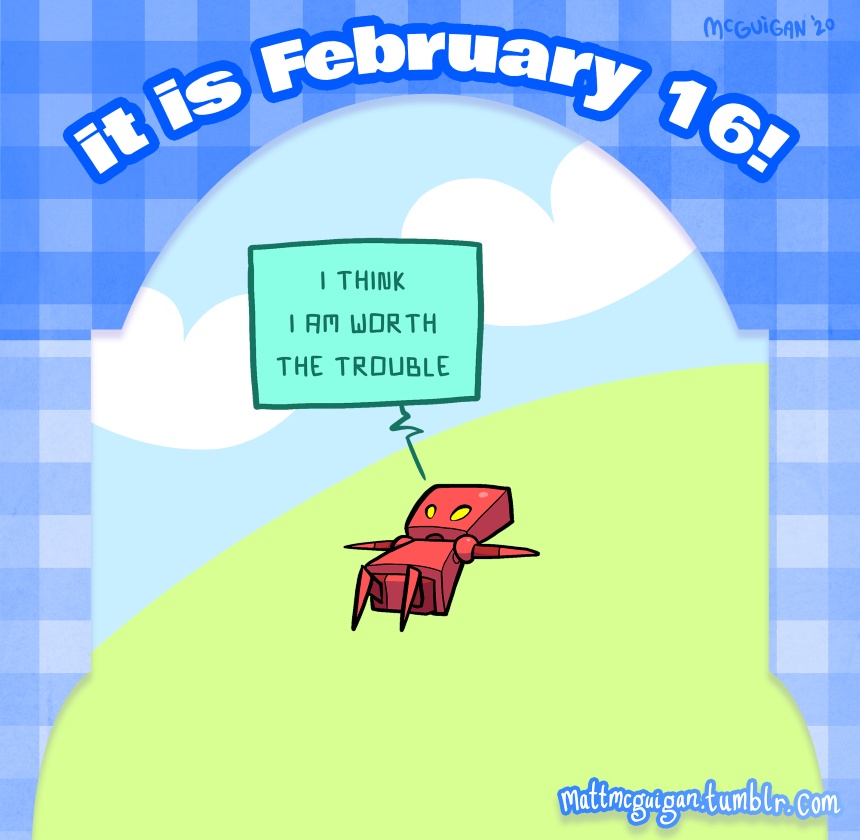 McGUiGAN '20
it is February 16!
I THINK
I AM WORTH
THE TROUBLE
mattmcguigan.tumblr.com